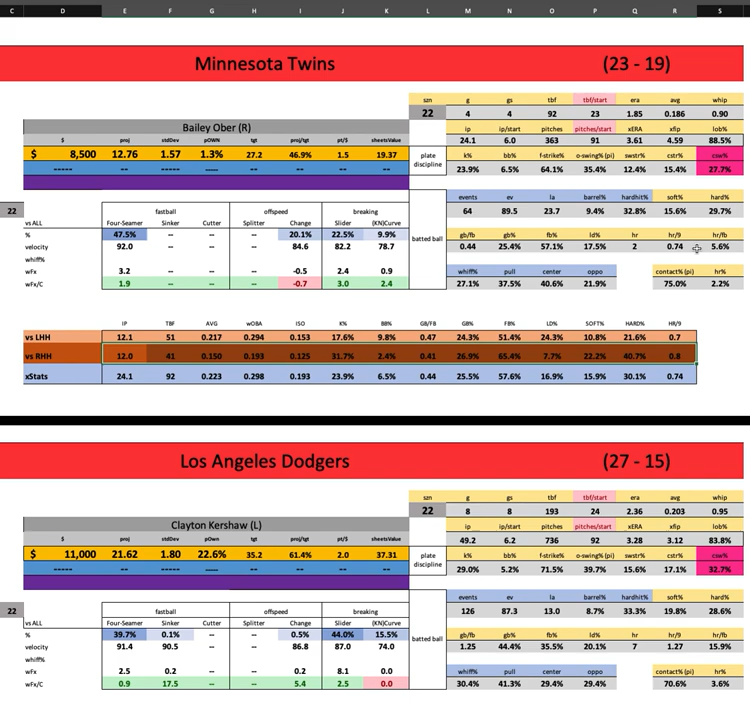 C D E F G H I J K L M N O P Q R S
Minnesota Twins (23 - 19)
szn g gs tbf tbf/start era avg whip
22 4 4 92 23 1.85 0.186 0.90
Bailey Ober (R) ip ip/start pitches pitches/start xERA xfip lob%
$ proj stdDev pOWN tgt proj/tgt pt/$ sheetsValue 24.1 6.0 363 91 3.61 4.59 88.5%
$ 8,500 12.76 1.57 1.3% 27.2 46.9% 1.5 19.37 plate discipline k% bb% f-strike% o-swing% (pi) swstr% cstr% csw%
----- -- -- ---- -- -- -- -- 23.9% 6.5% 64.1% 35.4% 12.4% 15.4% 27.7%
events ev la barrel% hardhit% soft% hard%
22 fastball offspeed breaking 64 89.5 23.7 9.4% 32.8% 15.6% 29.7%
vs ALL Four-Seamer Sinker Cutter Splitter Change Slider (KN)Curve
% 47.5% -- -- -- 20.1% 22.5% 9.9% batted ball gb/fb gb% fb% ld% hr hr/9 hr/fb
velocity 92.0 -- -- -- 84.6 82.2 78.7 0.44 25.4% 57.1% 17.5% 2 0.74 5.6%
whiff%
wFx 3.2 -0.5 2.4 0.9 whiff% pull center oppo contact% (pi) hr%
wFx/C 1.9 -- -- -- -0.7 3.0 2.4 27.1% 37.5% 40.6% 21.9% 75.0% 2.2%
IP TBF AVG wOBA ISO K% BB% GB/FB GB% FB% LD% SOFT% HARD% HR/9
vs LHH 12.1 51 0.217 0.294 0.153 17.6% 9.8% 0.47 24.3% 51.4% 24.3% 10.8% 21.6% 0.7
vs RHH 12.0 41 0.150 0.193 0.125 31.7% 2.4% 0.41 26.9% 65.4% 7.7% 22.2% 40.7% 0.8
xStats 24.1 92 0.223 0.298 0.193 23.9% 6.5% 0.44 25.5% 57.6% 16.9% 15.9% 30.1% 0.74
Los Angeles Dodgers (27 - 15)
szn g gs tbf tbf/start era avg whip
22 8 8 193 24 2.36 0.203 0.95
Clayton Kershaw (L) ip ip/start pitches pitches/start xERA xfip lob%
$ proj stdDev pOwn tgt proj/tgt pt/$ sheetsValue 49.2 6.2 736 92 3.28 3.12 83.8%
$ 11,000 21.62 1.80 22.6% 35.2 61.4% 2.0 37.31 plate discipline k% bb% f-strike% o-swing% (pi) swstr% cstr% csw%
----- -- -- ---- -- -- -- -- 29.0% 5.2% 71.5% 39.7% 15.6% 17.1% 32.7%
events ev la barrel% hardhit% soft% hard%
22 fastball offspeed breaking 126 87.3 13.0 8.7% 33.3% 19.8% 28.6%
vs ALL Four-Seamer Sinker Cutter Splitter Change Slider (KN)Curve
% 39.7% 0.1% -- -- 0.5% 44.0% 15.5% batted ball gb/fb gb% fb% ld% hr hr/9 hr/fb
velocity 91.4 90.5 -- -- 86.8 87.0 74.0 1.25 44.4% 35.5% 20.1% 7 1.27 15.9%
whiff%
wFx 2.5 0.2 0.2 8.1 0.0 whiff% pull center oppo contact% (pi) hr%
wFx/C 0.9 17.5 -- -- 5.4 2.5 0.0 30.4% 41.3% 29.4% 29.4% 70.6% 3.6%